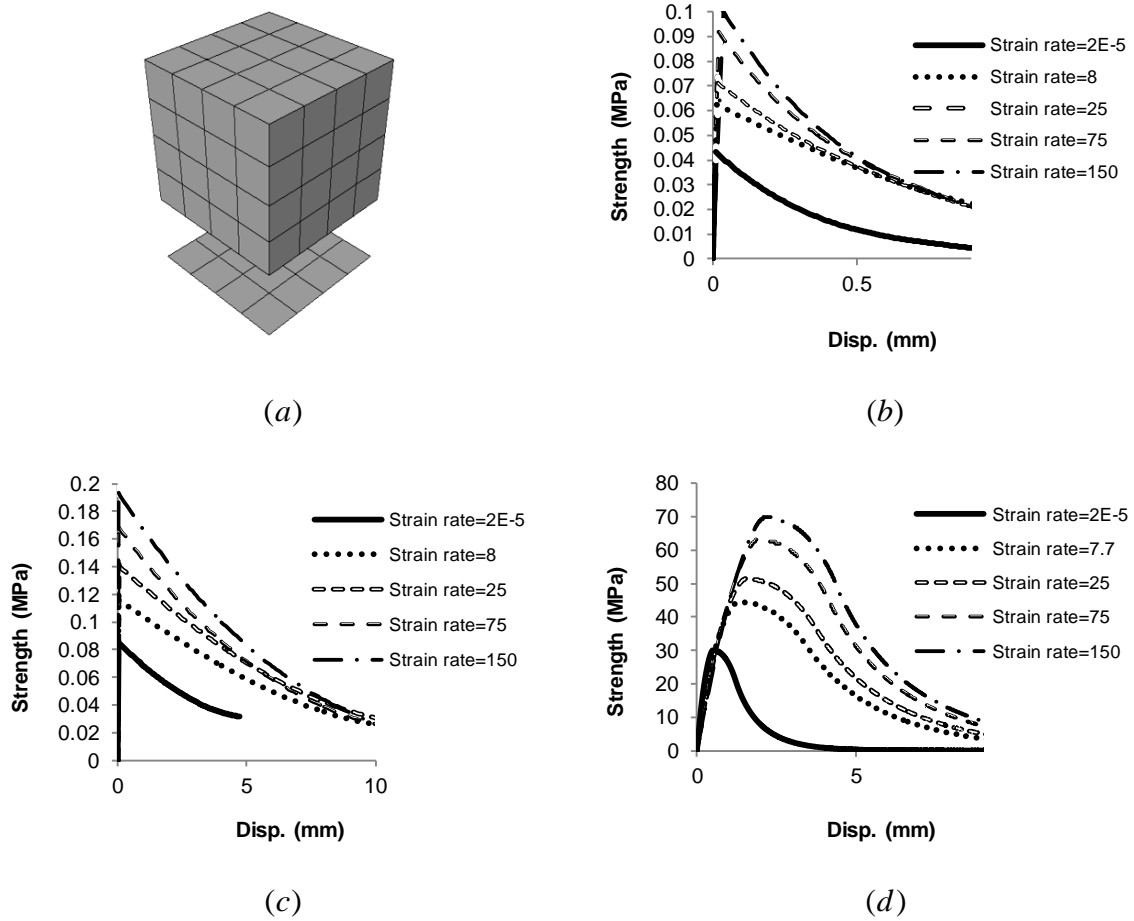 0.1
0.09
0.08
0.07
0.06
0.05
0.04
0.03
0.02
0.01
0
Strength (MPa)
0 0.5
Disp. (mm)
Strain rate=2E-5
Strain rate=8
Strain rate=25
Strain rate=75
Strain rate=150
(a)
(b)
0.2
0.18
0.16
0.14
0.12
0.1
0.08
0.06
0.04
0.02
0
Strength (MPa)
0 5 10
Disp. (mm)
Strain rate=2E-5
Strain rate=8
Strain rate=25
Strain rate=75
Strain rate=150
80
70
60
50
40
30
20
10
0
Strength (MPa)
0 5
Disp. (mm)
Strain rate=2E-5
Strain rate=7.7
Strain rate=25
Strain rate=75
Strain rate=150
(c)
(d)